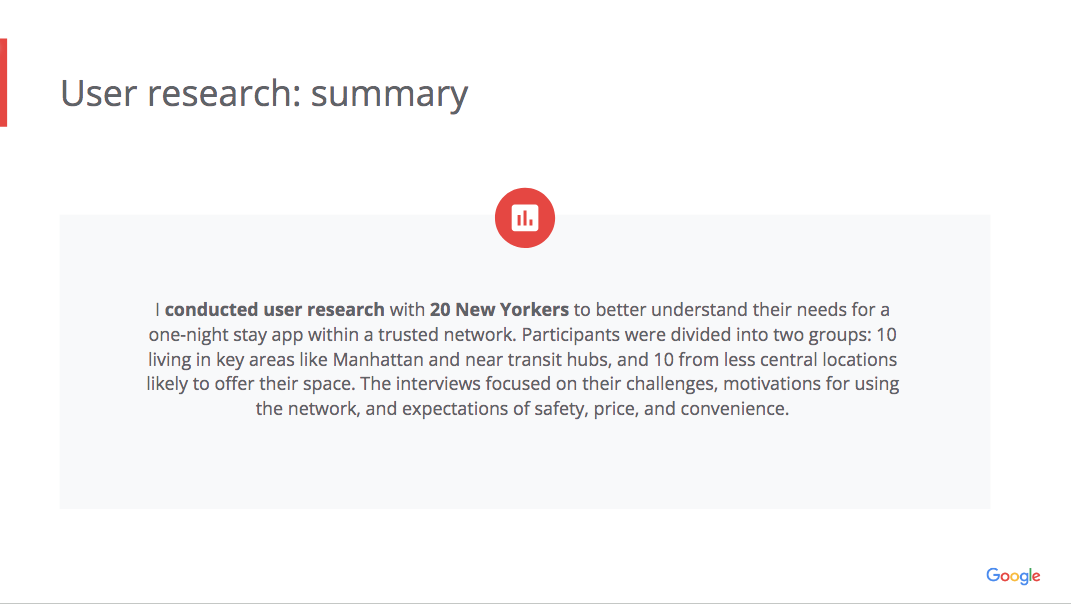 User research: summary
I conducted user research with 20 New Yorkers to better understand their needs for a
one-night stay app within a trusted network. Participants were divided into two groups: 10
living in key areas like Manhattan and near transit hubs, and 10 from less central locations
likely to offer their space. The interviews focused on their challenges, motivations for using
the network, and expectations of safety, price, and convenience.
Google